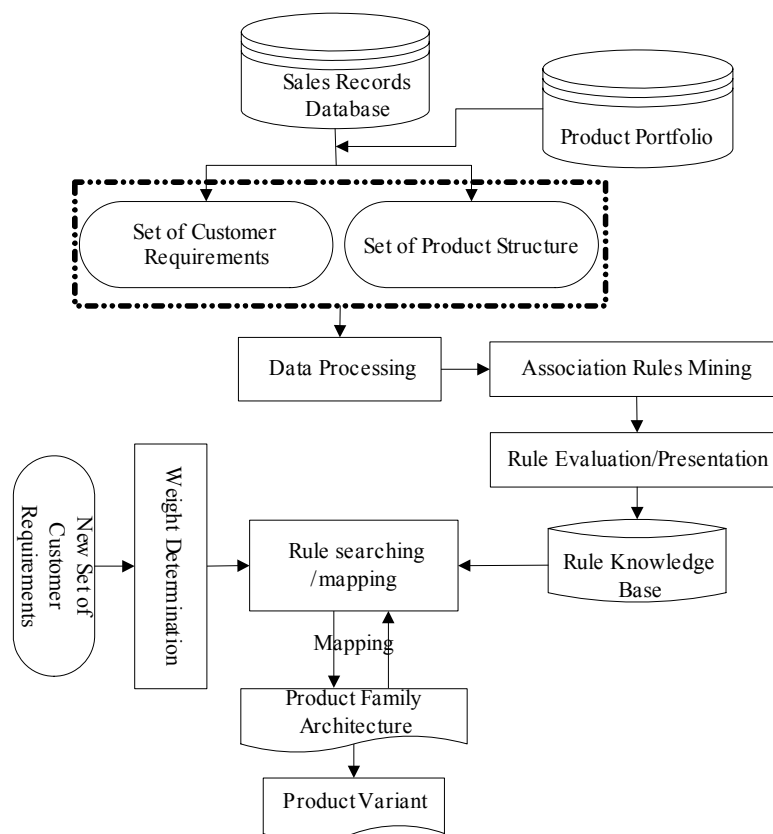 Sales Records
Database
Product Portfolio
Set of Customer
Requirements
Set of Product Structure
Data Processing
Association Rules Mining
Rule Evaluation/Presentation
New Set of
Customer
Requirements
Weight Determination
Rule searching
/mapping
Rule Knowledge
Base
Mapping
Product Family
Architecture
Product Variant